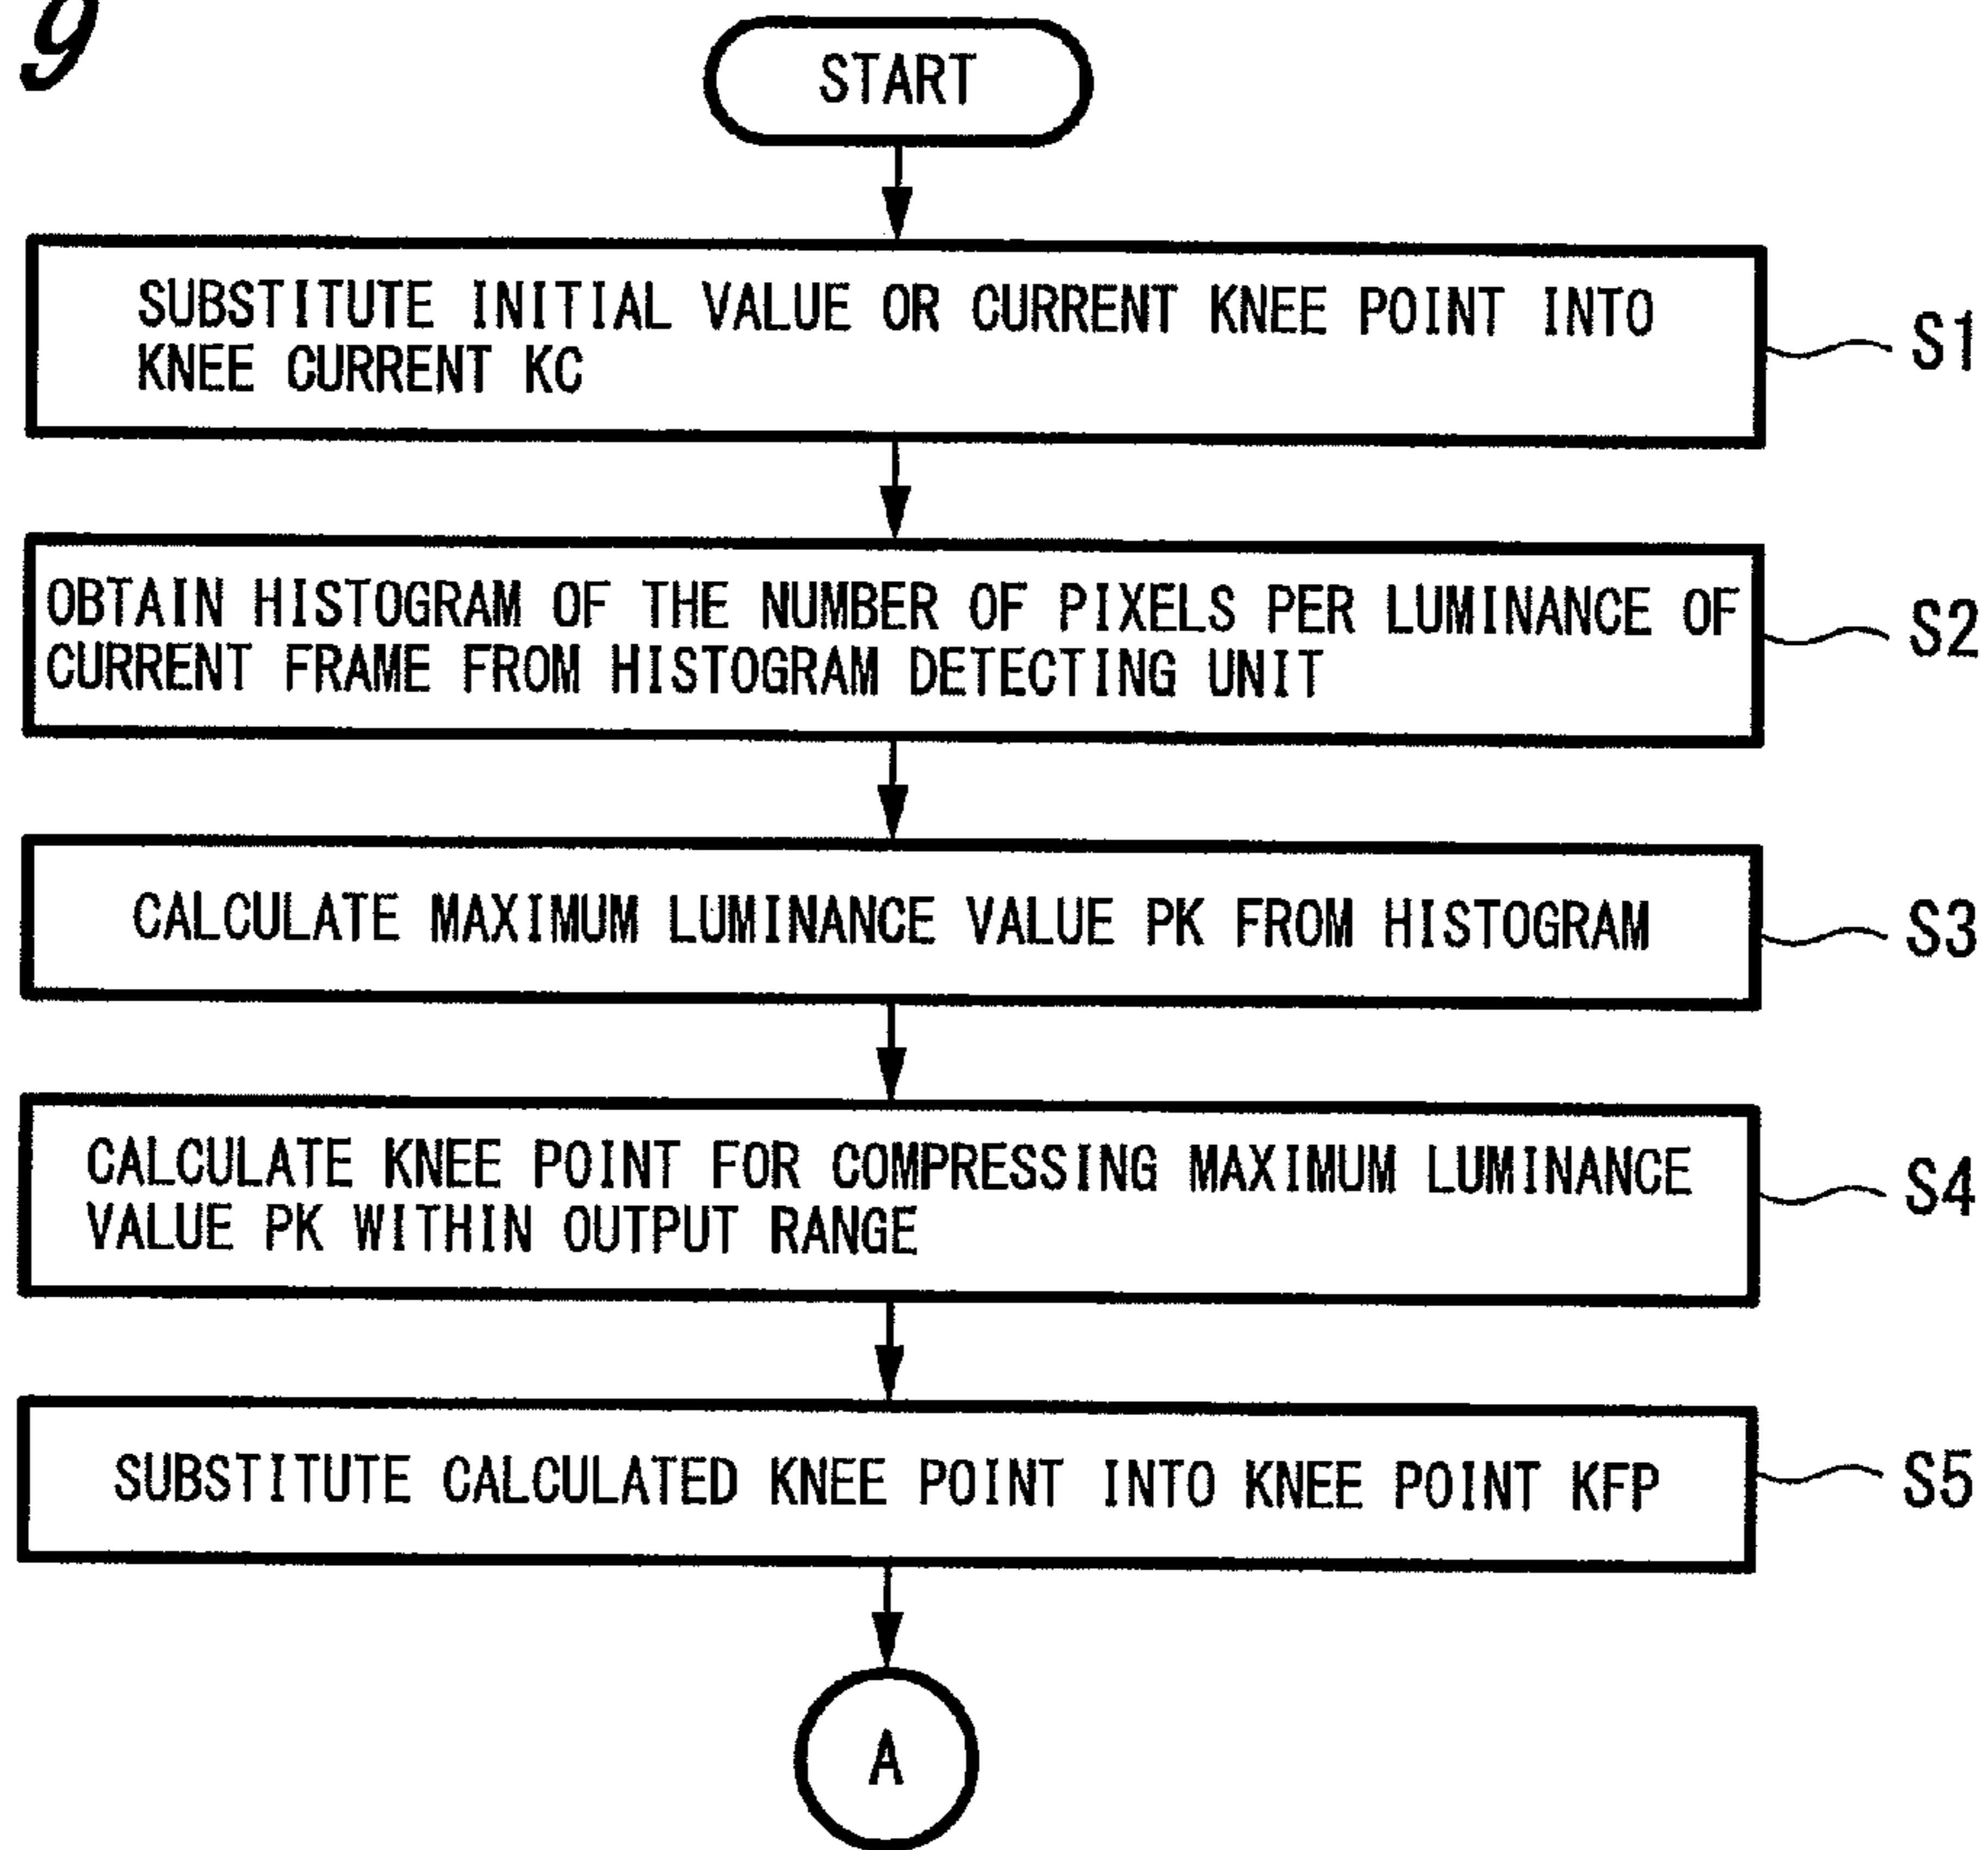 9
START
SUBSTITUTE INITIAL VALUE OR CURRENT KNEE POINT INTO
KNEE CURRENT KC
S1
OBTAIN HISTOGRAM OF THE NUMBER OF PIXELS PER LUMINANCE OF
CURRENT FRAME FROM HISTOGRAM DETECTING UNIT
S2
CALCULATE MAXIMUM LUMINANCE VALUE PK FROM HISTOGRAM
S3
CALCULATE KNEE POINT FOR COMPRESSING MAXIMUM LUMINANCE
VALUE PK WITHIN OUTPUT RANGE
S4
SUBSTITUTE CALCULATED KNEE POINT INTO KNEE POINT KFP
S5
A